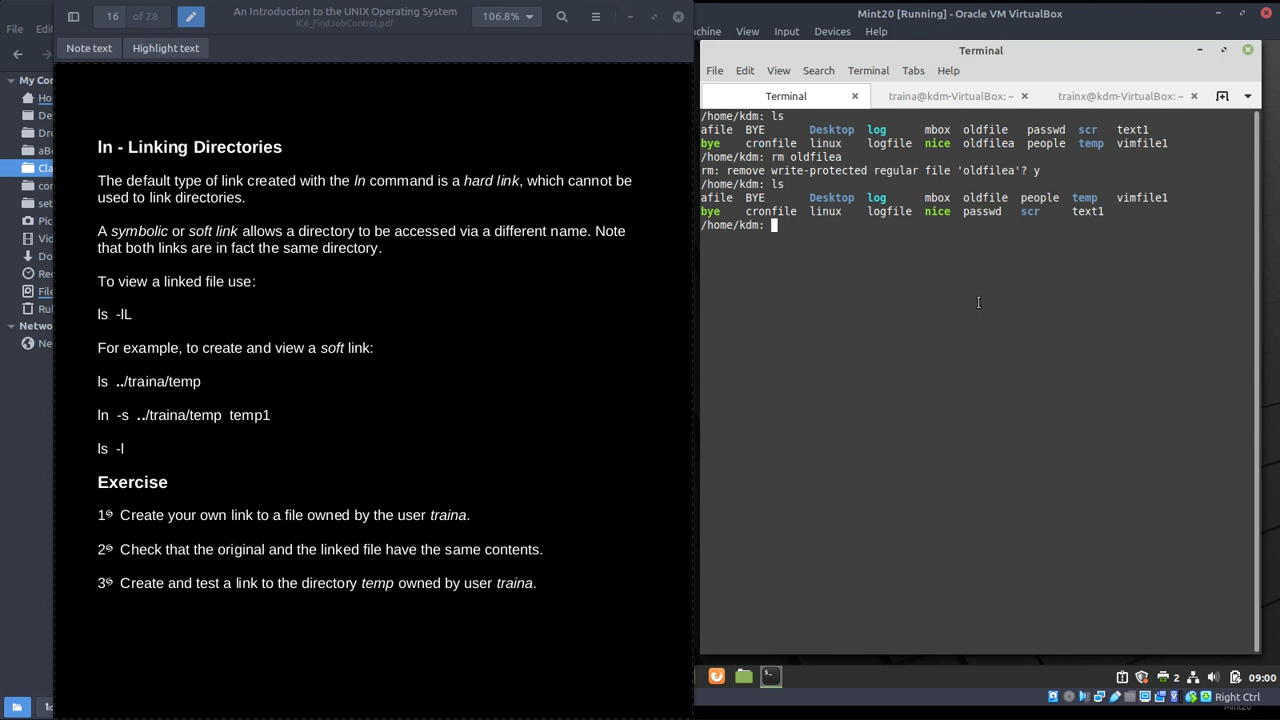 16 of 28
An Introduction to the UNIX Operating System
IC6_FindJobControl.pdf
106.8%
File
Note text Highlight text
My
De
ln - Linking Directories
The default type of link created with the ln command is a hard link, which cannot be
used to link directories.
A symbolic or soft link allows a directory to be accessed via a different name. Note
that both links are in fact the same directory.
To view a linked file use:
ls -lL
For example, to create and view a soft link:
ls ../traina/temp
ln -s ../traina/temp temp1
ls -l
Exercise
1 Create your own link to a file owned by the user traina.
2 Check that the original and the linked file have the same contents.
3 Create and test a link to the directory temp owned by user traina.
Mint20 [Running] - Oracle VM VirtualBox
View Input Devices Help
Terminal
File Edit View Search Terminal Tabs Help
Terminal traina@kdm-VirtualBox: ~ trainx@kdm-VirtualBox: ~
/home/kdm: ls
afile BYE Desktop log mbox oldfile passwd scr text1
bye cronfile linux logfile nice oldfilea people temp vimfile1
/home/kdm: rm oldfilea
rm: remove write-protected regular file 'oldfilea'? y
/home/kdm: ls
afile BYE Desktop log mbox oldfile people temp vimfile1
bye cronfile linux logfile nice passwd scr text1
/home/kdm:
2 09:00
Right Ctrl
Mint20